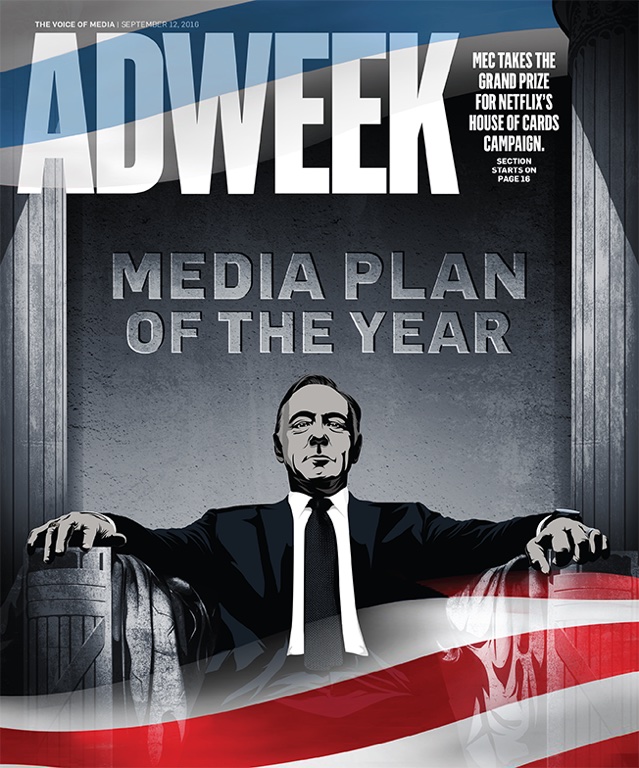 THE VOICE OF MEDIA | SEPTEMBER 12, 2016
ADWEEK
MEC TAKES THE
GRAND PRIZE
FOR NETFLIX'S
HOUSE OF CARDS
CAMPAIGN.
SECTION
STARTS ON
PAGE 16
MEDIA PLAN
OF THE YEAR